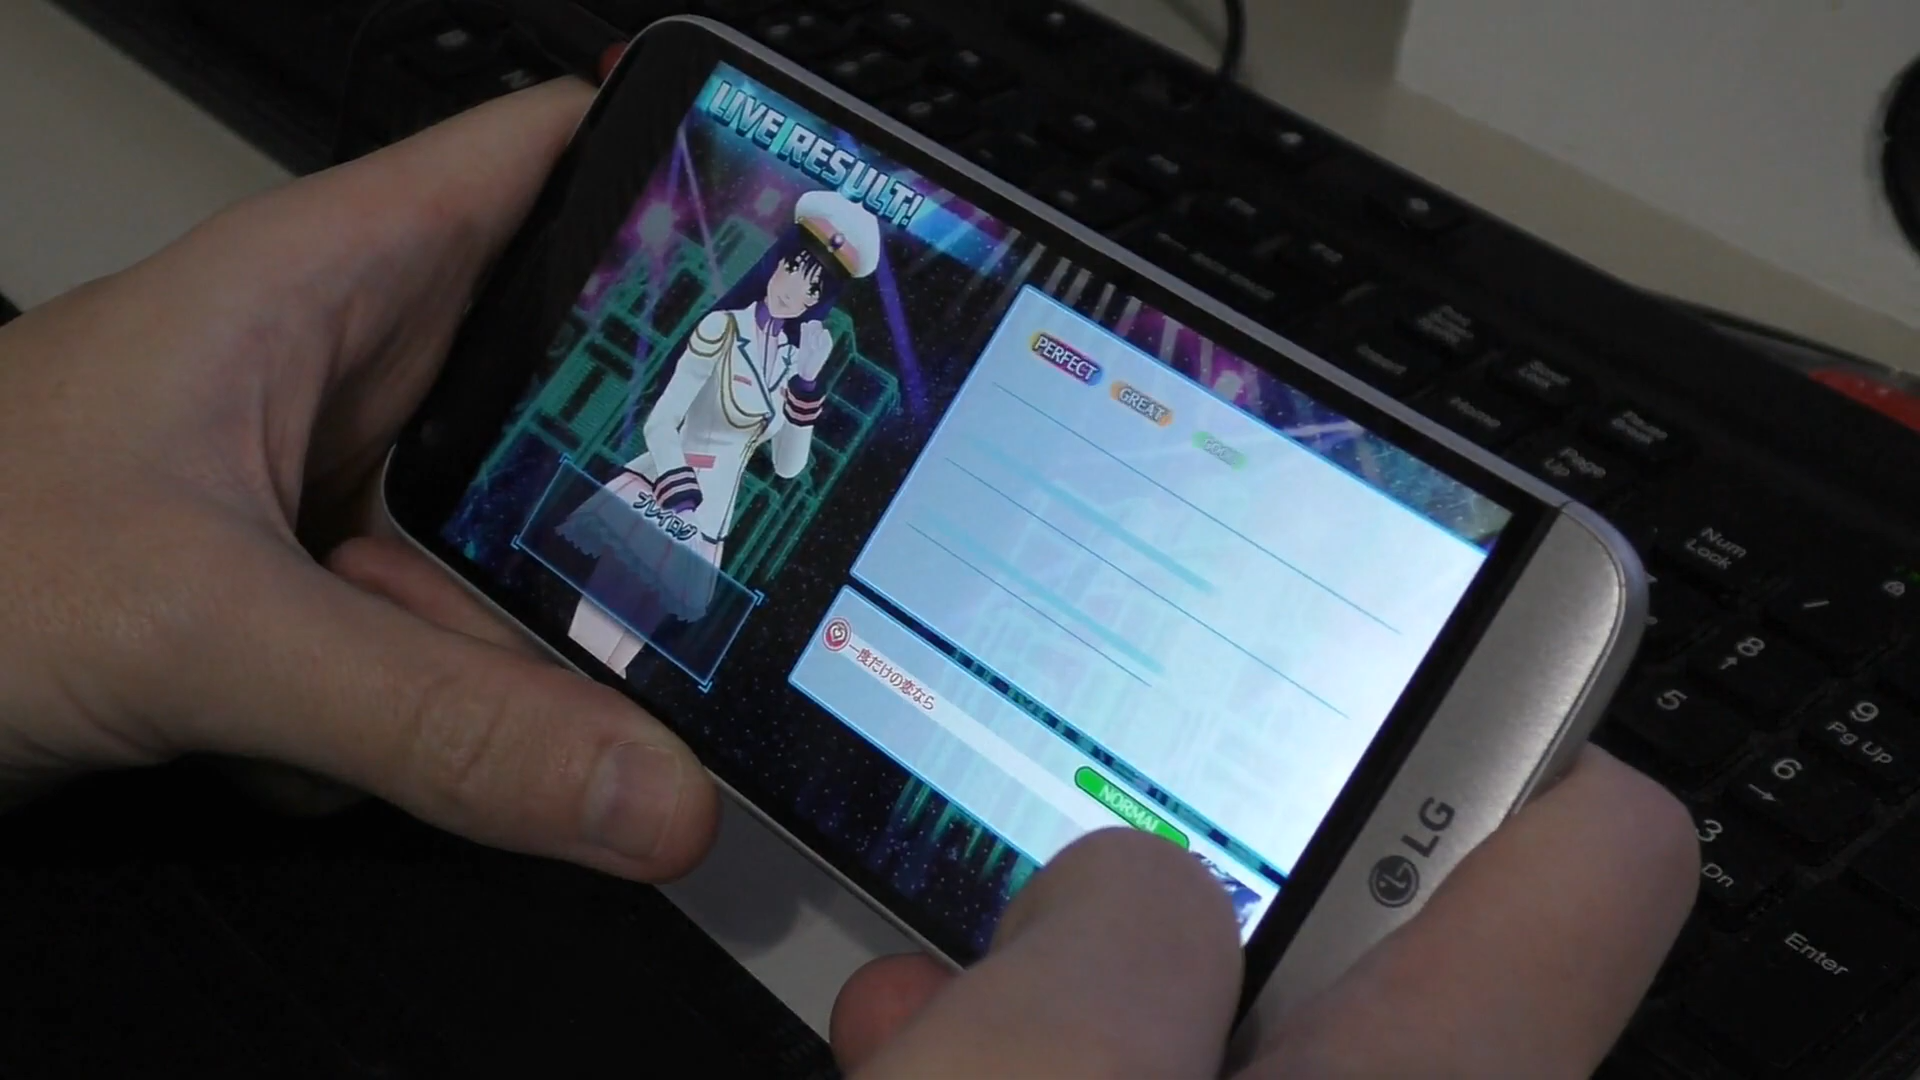 LIVE RESULT!
PERFECT
GREAT
GOOD
プレイログ
一度だけの恋なら
NORMAL
LG
Home
Page
Up
Num
Lock
/
8
9
Pg Up
5
6
3
Dn
Enter